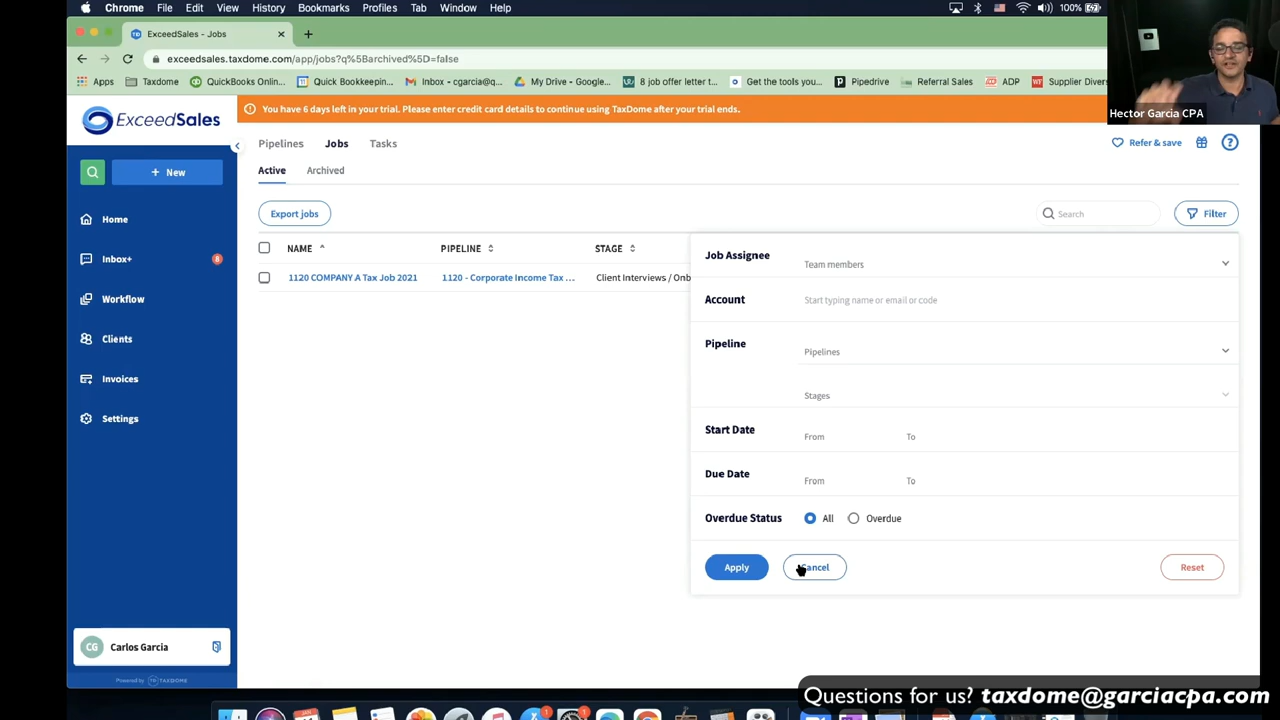 Chrome File Edit View History Bookmarks Profiles Tab Window Help 100%
ExceedSales - Jobs
exceedsales.taxdome.com/app/jobs?q%5Barchived%5D=false
Apps Taxdome QuickBooks Onlin... Quick Bookkeepin... Inbox - cgarcia@q... My Drive - Google... 8 job offer letter t... Get the tools you... Pipedrive Referral Sales ADP Supplier Divers
Hector Garcia CPA
ExceedSales
You have 6 days left in your trial. Please enter credit card details to continue using TaxDome after your trial ends.
Pipelines Jobs Tasks
Refer & save
Active Archived
New
Export jobs
Search
Filter
Home
Inbox+ 8
Workflow
Clients
Invoices
Settings
NAME PIPELINE STAGE
1120 COMPANY A Tax Job 2021 1120 - Corporate Income Tax ... Client Interviews / Onb
Job Assignee Team members
Account Start typing name or email or code
Pipeline Pipelines
Stages
Start Date From To
Due Date From To
Overdue Status All Overdue
Apply Cancel Reset
CG Carlos Garcia
Powered by TAXDOME
Questions for us? taxdome@garciacpa.com